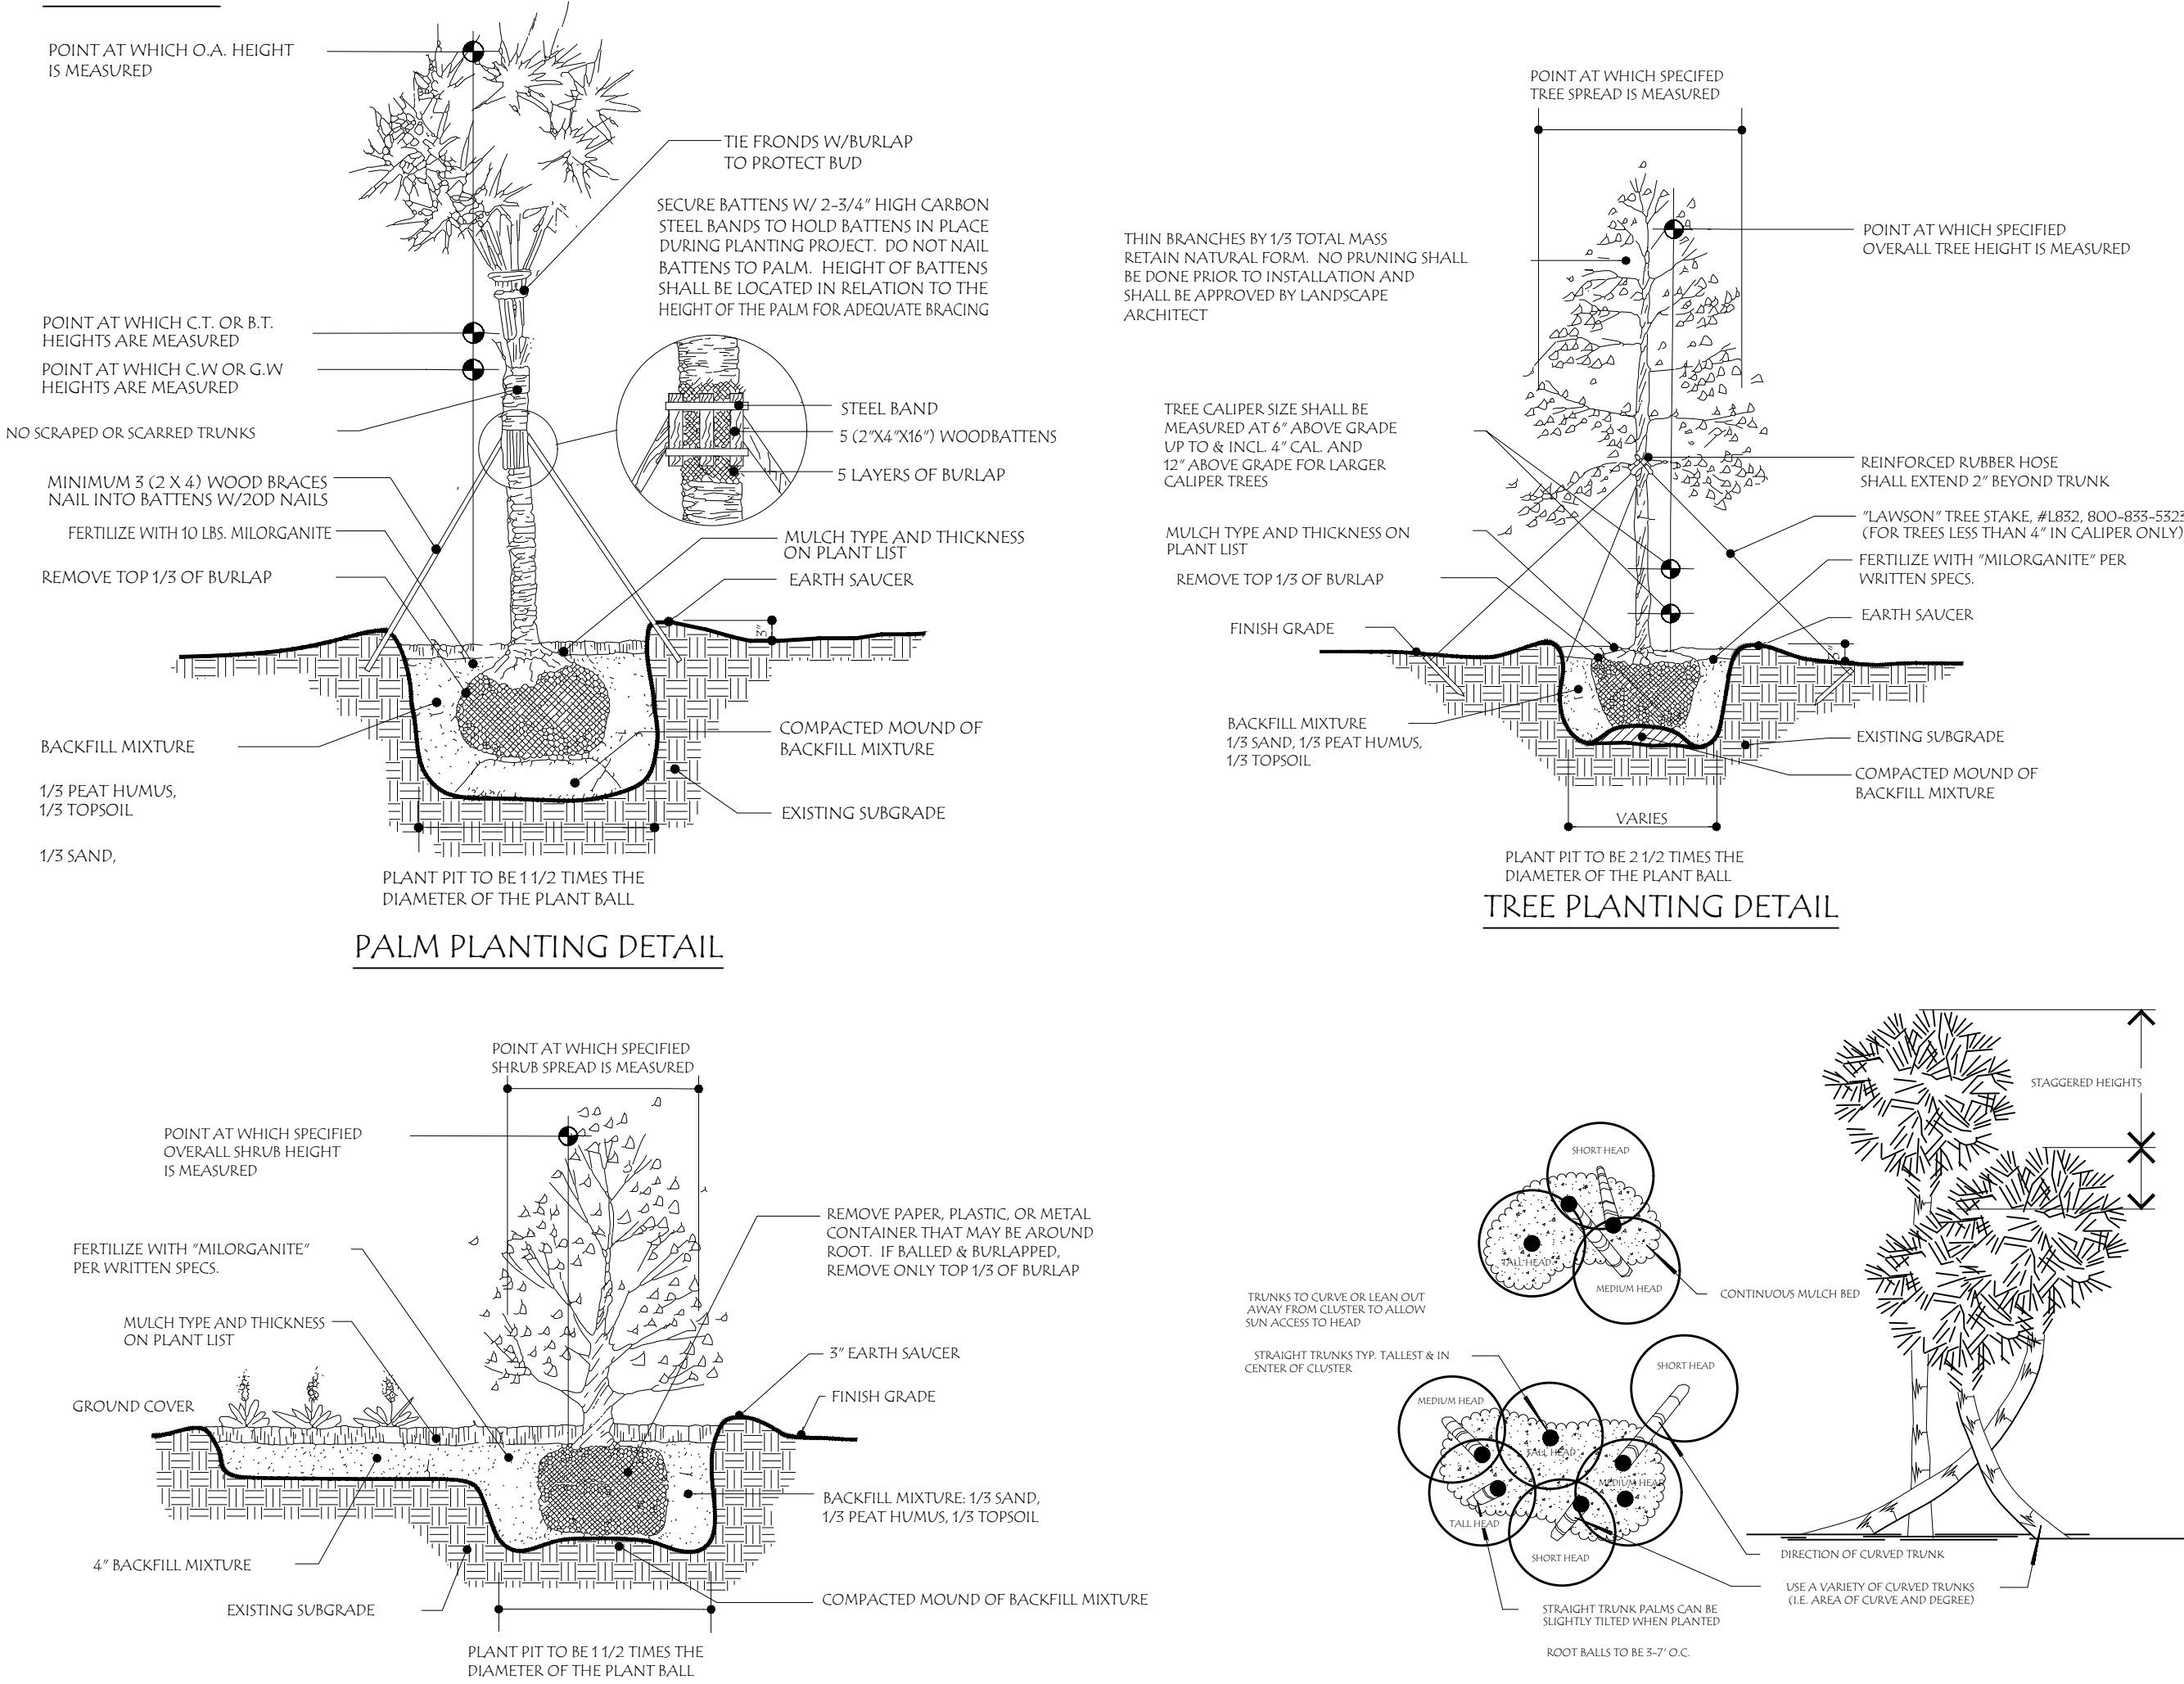 POINT AT WHICH O.A. HEIGHT
IS MEASURED
TIE FRONDS W/BURLAP
TO PROTECT BUD
SECURE BATTENS W/ 2-3/4" HIGH CARBON
STEEL BANDS TO HOLD BATTENS IN PLACE
DURING PLANTING PROJECT. DO NOT NAIL
BATTENS TO PALM. HEIGHT OF BATTENS
SHALL BE LOCATED IN RELATION TO THE
HEIGHT OF THE PALM FOR ADEQUATE BRACING
POINT AT WHICH C.T. OR B.T.
HEIGHTS ARE MEASURED
POINT AT WHICH C.W OR G.W
HEIGHTS ARE MEASURED
NO SCRAPED OR SCARRED TRUNKS
STEEL BAND
5 (2"X4"X16") WOODBATTENS
5 LAYERS OF BURLAP
MINIMUM 3 (2 X 4) WOOD BRACES
NAIL INTO BATTENS W/20D NAILS
FERTILIZE WITH 10 LBS. MILORGANITE
REMOVE TOP 1/3 OF BURLAP
MULCH TYPE AND THICKNESS
ON PLANT LIST
EARTH SAUCER
3"
BACKFILL MIXTURE
1/3 PEAT HUMUS,
1/3 TOPSOIL
1/3 SAND,
COMPACTED MOUND OF
BACKFILL MIXTURE
EXISTING SUBGRADE
PLANT PIT TO BE 1 1/2 TIMES THE
DIAMETER OF THE PLANT BALL
PALM PLANTING DETAIL
POINT AT WHICH SPECIFED
TREE SPREAD IS MEASURED
THIN BRANCHES BY 1/3 TOTAL MASS
RETAIN NATURAL FORM. NO PRUNING SHALL
BE DONE PRIOR TO INSTALLATION AND
SHALL BE APPROVED BY LANDSCAPE
ARCHITECT
POINT AT WHICH SPECIFIED
OVERALL TREE HEIGHT IS MEASURED
TREE CALIPER SIZE SHALL BE
MEASURED AT 6" ABOVE GRADE
UP TO & INCL. 4" CAL. AND
12" ABOVE GRADE FOR LARGER
CALIPER TREES
REINFORCED RUBBER HOSE
SHALL EXTEND 2" BEYOND TRUNK
"LAWSON" TREE STAKE, #L832, 800-833-5323
(FOR TREES LESS THAN 4" IN CALIPER ONLY)
MULCH TYPE AND THICKNESS ON
PLANT LIST
REMOVE TOP 1/3 OF BURLAP
FERTILIZE WITH "MILORGANITE" PER
WRITTEN SPECS.
EARTH SAUCER
FINISH GRADE
BACKFILL MIXTURE
1/3 SAND, 1/3 PEAT HUMUS,
1/3 TOPSOIL
EXISTING SUBGRADE
COMPACTED MOUND OF
BACKFILL MIXTURE
VARIES
PLANT PIT TO BE 2 1/2 TIMES THE
DIAMETER OF THE PLANT BALL
TREE PLANTING DETAIL
POINT AT WHICH SPECIFIED
SHRUB SPREAD IS MEASURED
POINT AT WHICH SPECIFIED
OVERALL SHRUB HEIGHT
IS MEASURED
REMOVE PAPER, PLASTIC, OR METAL
CONTAINER THAT MAY BE AROUND
ROOT. IF BALLED & BURLAPPED,
REMOVE ONLY TOP 1/3 OF BURLAP
FERTILIZE WITH "MILORGANITE"
PER WRITTEN SPECS.
MULCH TYPE AND THICKNESS
ON PLANT LIST
3" EARTH SAUCER
FINISH GRADE
GROUND COVER
BACKFILL MIXTURE: 1/3 SAND,
1/3 PEAT HUMUS, 1/3 TOPSOIL
4" BACKFILL MIXTURE
EXISTING SUBGRADE
COMPACTED MOUND OF BACKFILL MIXTURE
PLANT PIT TO BE 1 1/2 TIMES THE
DIAMETER OF THE PLANT BALL
STAGGERED HEIGHTS
SHORT HEAD
TALL HEAD
MEDIUM HEAD
CONTINUOUS MULCH BED
TRUNKS TO CURVE OR LEAN OUT
AWAY FROM CLUSTER TO ALLOW
SUN ACCESS TO HEAD
STRAIGHT TRUNKS TYP. TALLEST & IN
CENTER OF CLUSTER
SHORT HEAD
MEDIUM HEAD
TALL HEAD
MEDIUM HEAD
TALL HEAD
SHORT HEAD
DIRECTION OF CURVED TRUNK
USE A VARIETY OF CURVED TRUNKS
(I.E. AREA OF CURVE AND DEGREE)
STRAIGHT TRUNK PALMS CAN BE
SLIGHTLY TILTED WHEN PLANTED
ROOT BALLS TO BE 3-7' O.C.